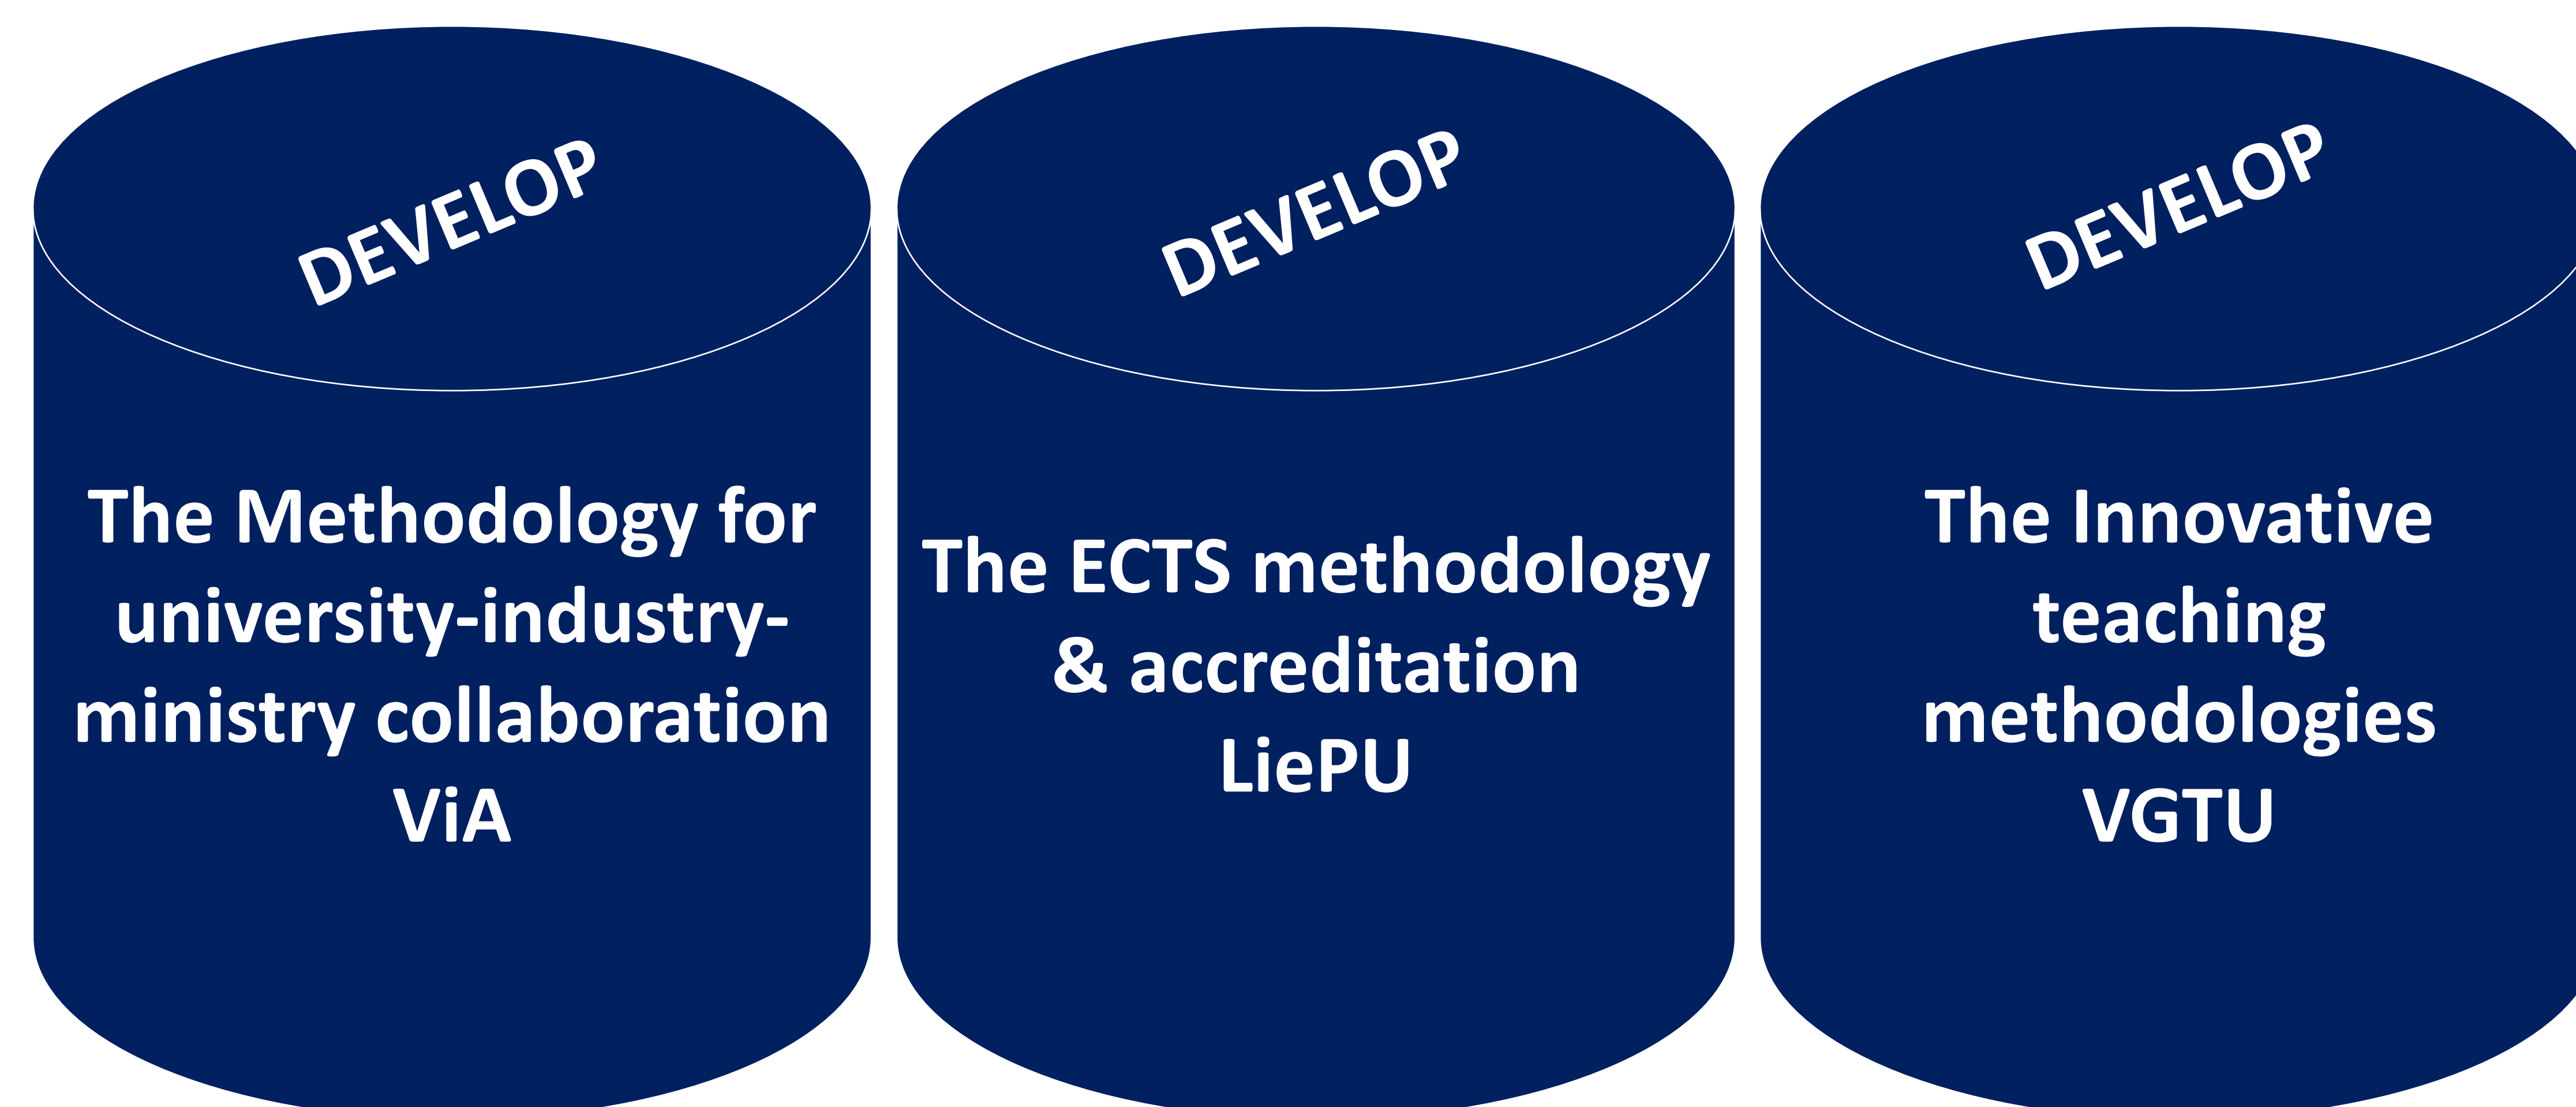 DEVELOP
The Methodology for
university-industry-
ministry collaboration
ViA
DEVELOP
The ECTS methodology
& accreditation
LiePU
DEVELOP
The Innovative
teaching
methodologies
VGTU